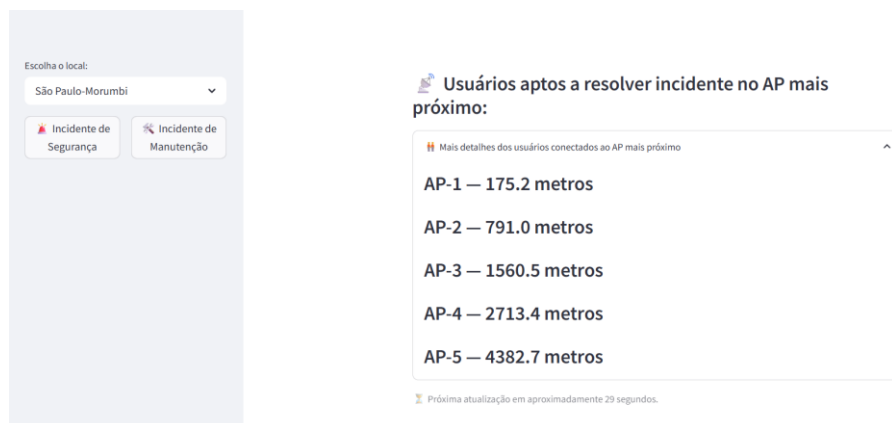 Escolha o local:
São Paulo-Morumbi
Incidente de
Segurança
Incidente de
Manutenção
Usuários aptos a resolver incidente no AP mais
próximo:
Mais detalhes dos usuários conectados ao AP mais próximo
AP-1 — 175.2 metros
AP-2 — 791.0 metros
AP-3 — 1560.5 metros
AP-4 — 2713.4 metros
AP-5 — 4382.7 metros
Próxima atualização em aproximadamente 29 segundos.